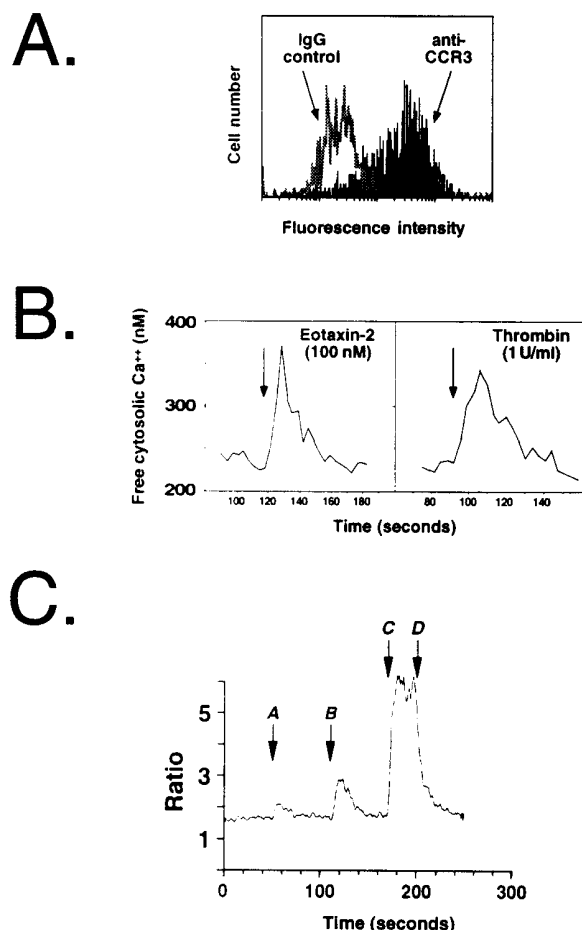 A.
IgG control
anti-CCR3
Cell number
Fluorescence intensity
B.
Free cytosolic Ca++ (nM)
400
300
200
Eotaxin-2
(100 nM)
Thrombin
(1 U/ml)
100 120 140 160 180
80 100 120 140
Time (seconds)
C.
A
B
C
D
Ratio
5
3
1
0 100 200 300
Time (seconds)